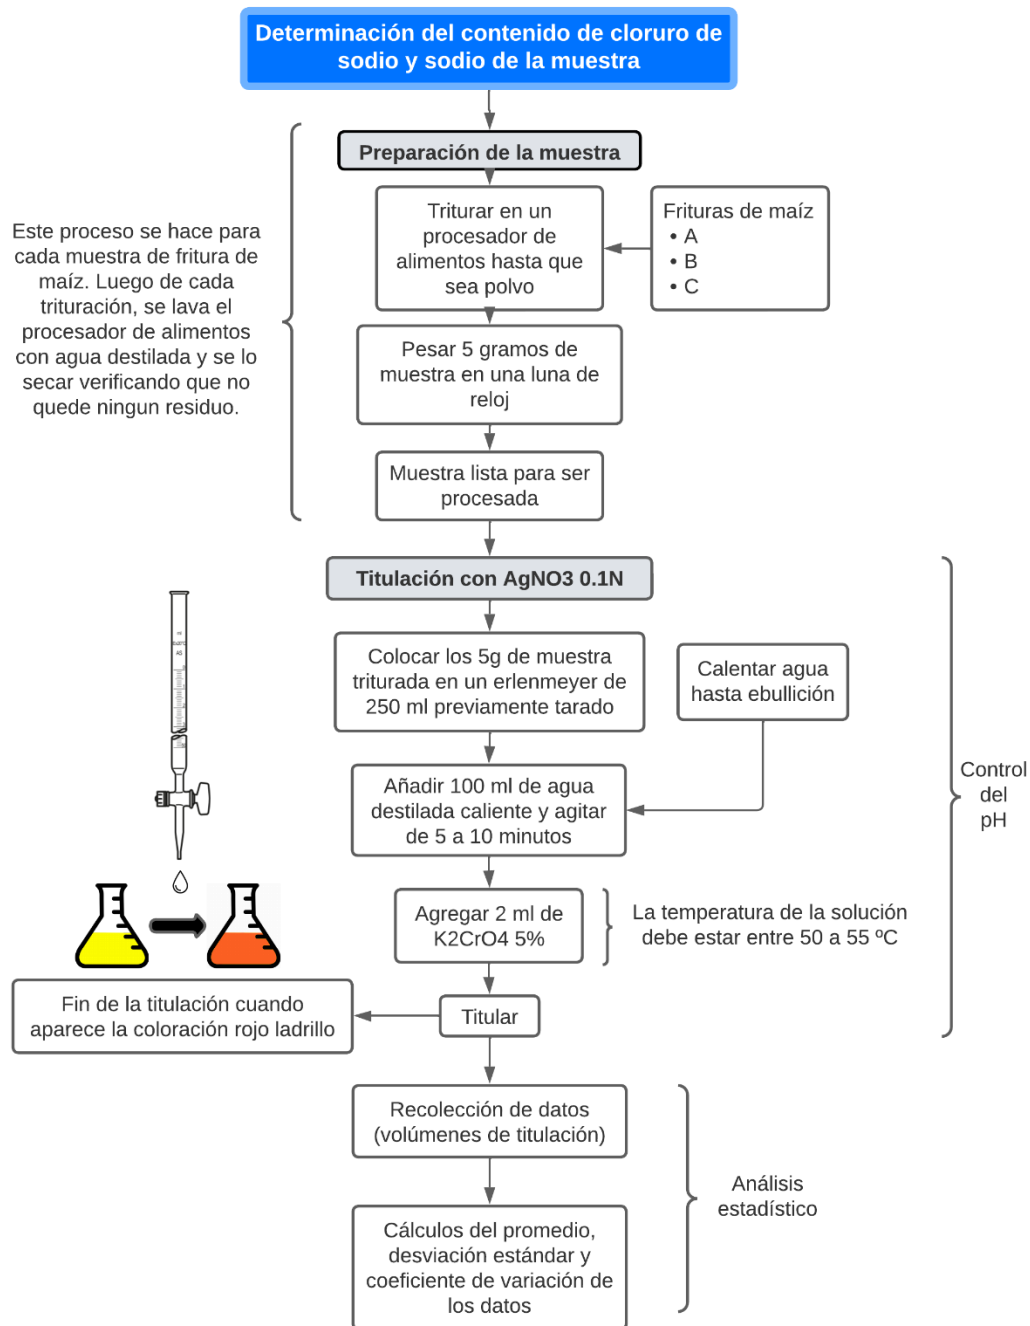 Determinación del contenido de cloruro de
sodio y sodio de la muestra
Preparación de la muestra
Triturar en un
procesador de
alimentos hasta que
sea polvo
Frituras de maíz
• A
• B
• C
Este proceso se hace para
cada muestra de fritura de
maíz. Luego de cada
trituración, se lava el
procesador de alimentos
con agua destilada y se lo
secar verificando que no
quede ningun residuo.
Pesar 5 gramos de
muestra en una luna de
reloj
Muestra lista para ser
procesada
Titulación con AgNO3 0.1N
Colocar los 5g de muestra
triturada en un erlenmeyer de
250 ml previamente tarado
Calentar agua
hasta ebullición
Añadir 100 ml de agua
destilada caliente y agitar
de 5 a 10 minutos
Control
del
pH
Agregar 2 ml de
K2CrO4 5%
La temperatura de la solución
debe estar entre 50 a 55 ºC
Titular
Fin de la titulación cuando
aparece la coloración rojo ladrillo
Recolección de datos
(volúmenes de titulación)
Análisis
estadístico
Cálculos del promedio,
desviación estándar y
coeficiente de variación de
los datos